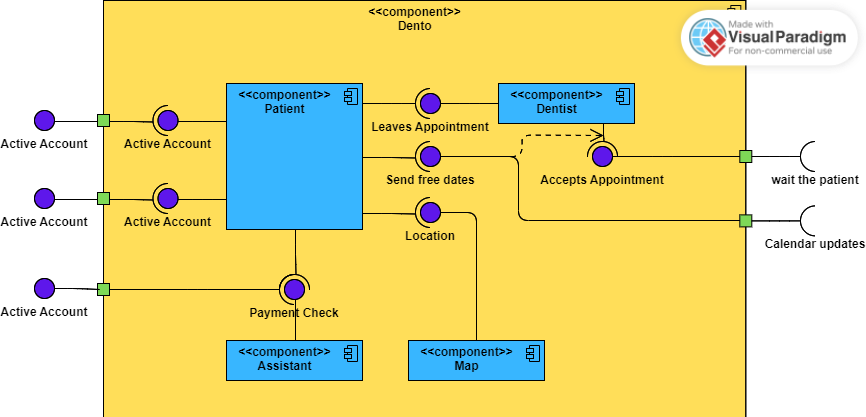 <<component>>
Dento
Made with
VisualParadigm
For non-commercial use
<<component>>
Patient
<<component>>
Dentist
Leaves Appointment
Active Account
Active Account
Send free dates
Accepts Appointment
wait the patient
Active Account
Active Account
Location
Calendar updates
Active Account
Payment Check
<<component>>
Assistant
<<component>>
Map